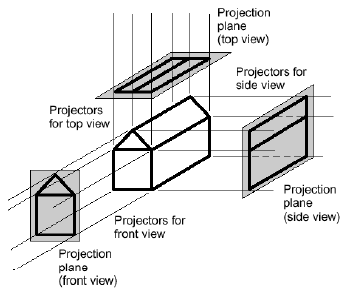 Projection
plane
(top view)
Projectors for
side view
Projectors
for top view
Projection
plane
(side view)
Projectors for
front view
Projection
plane
(front view)